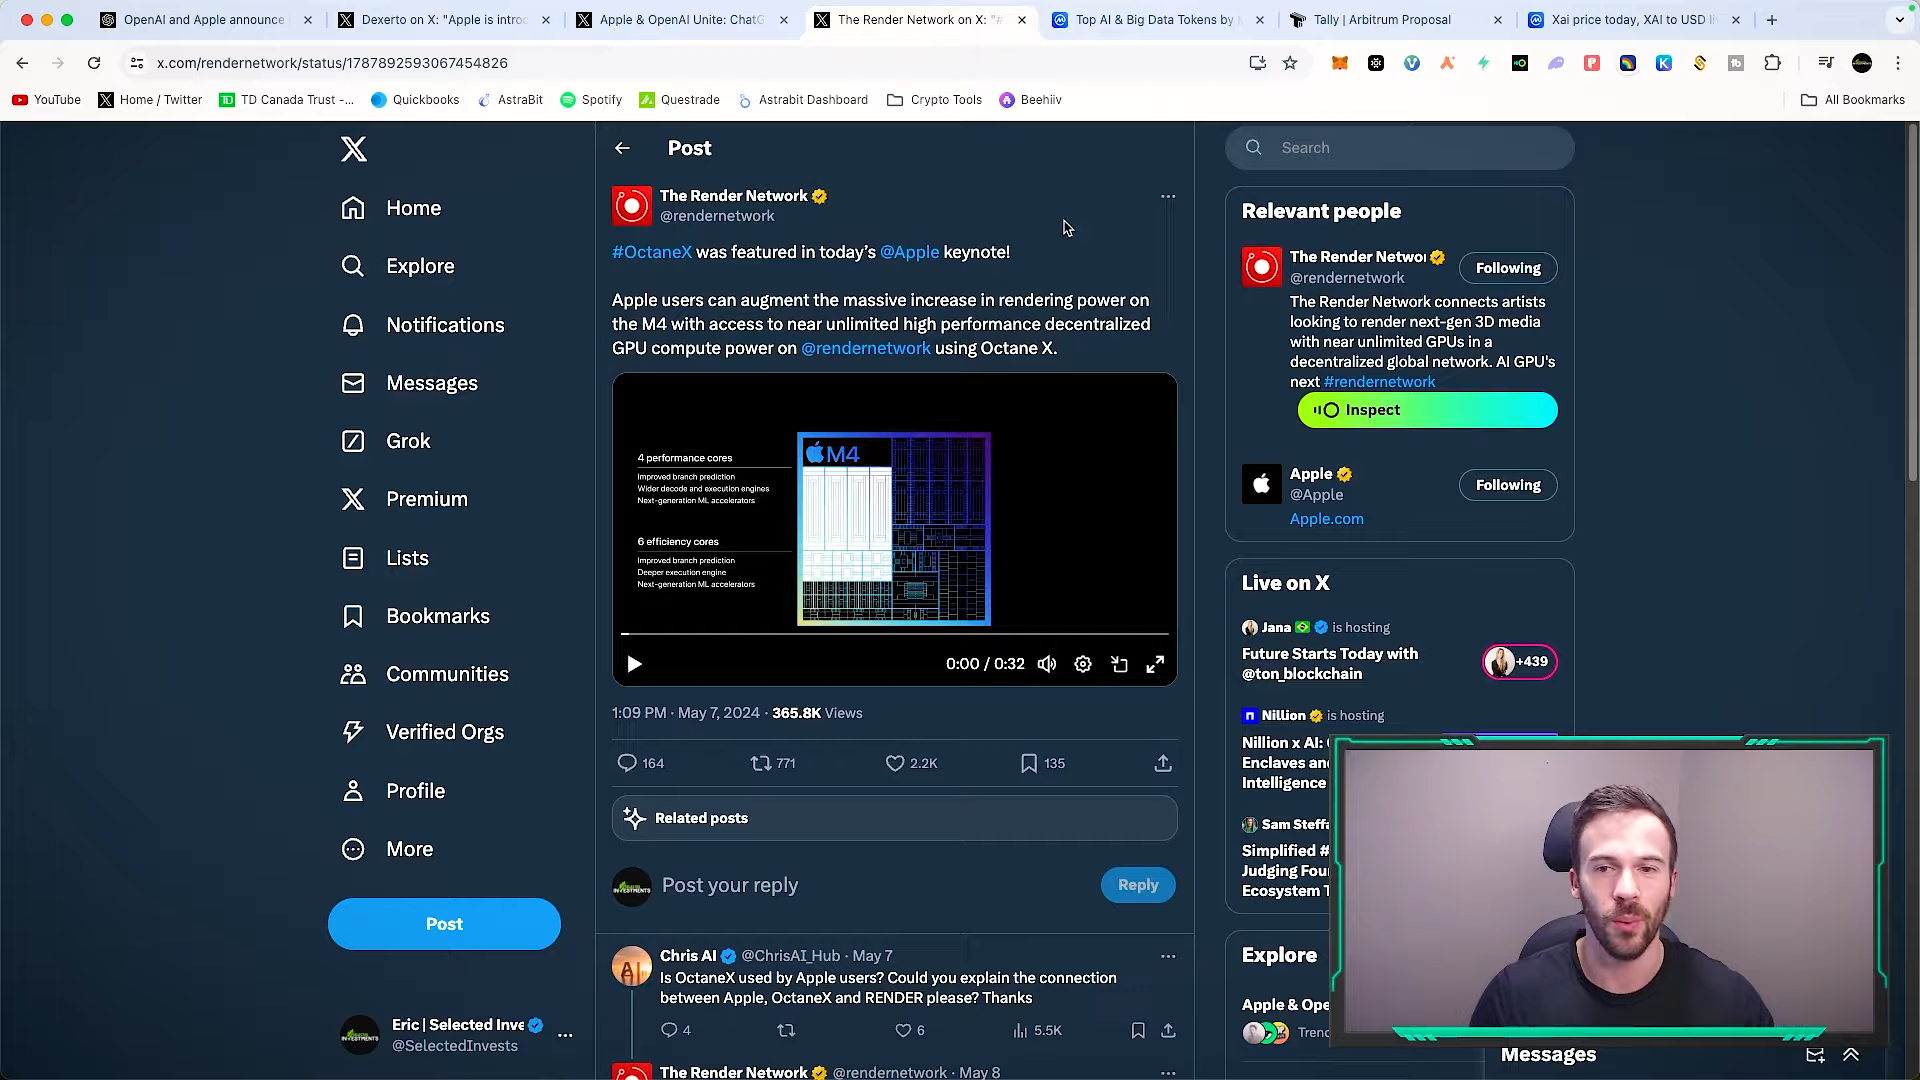 OpenAI and Apple announce
Dexerto on X: "Apple is intro
Apple & OpenAI Unite: ChatG
The Render Network on X: "#
Top AI & Big Data Tokens by
Tally | Arbitrum Proposal
Xai price today, XAI to USD li
x.com/rendernetwork/status/1787892593067454826
YouTube
Home / Twitter
TD Canada Trust -...
Quickbooks
AstraBit
Spotify
Questrade
Astrabit Dashboard
Crypto Tools
Beehiiv
All Bookmarks
Home
Explore
Notifications
Messages
Grok
Premium
Lists
Bookmarks
Communities
Verified Orgs
Profile
More
Post
Eric | Selected Inve
@SelectedInvests
Post
The Render Network
@rendernetwork
#OctaneX was featured in today's @Apple keynote!
Apple users can augment the massive increase in rendering power on
the M4 with access to near unlimited high performance decentralized
GPU compute power on @rendernetwork using Octane X.
4 performance cores
Improved branch prediction
Wider decode and execution engines
Next-generation ML accelerators
6 efficiency cores
Improved branch prediction
Deeper execution engine
Next-generation ML accelerators
M4
0:00 / 0:32
1:09 PM · May 7, 2024 · 365.8K Views
164
771
2.2K
135
Related posts
INVESTMENTS
Post your reply
Reply
Chris AI @ChrisAI_Hub · May 7
Is OctaneX used by Apple users? Could you explain the connection
between Apple, OctaneX and RENDER please? Thanks
4
6
5.5K
The Render Network @rendernetwork · May 8
Search
Relevant people
The Render Netwo
@rendernetwork
Following
The Render Network connects artists
looking to render next-gen 3D media
with near unlimited GPUs in a
decentralized global network. AI GPU's
next #rendernetwork
Inspect
Apple
@Apple
Following
Apple.com
Live on X
Jana is hosting
Future Starts Today with
@ton_blockchain
+439
Nillion is hosting
Nillion x AI:
Enclaves and
Intelligence
Sam Steffa
Simplified #
Judging Four
Ecosystem T
Explore
Apple & Ope
Trend
Messages